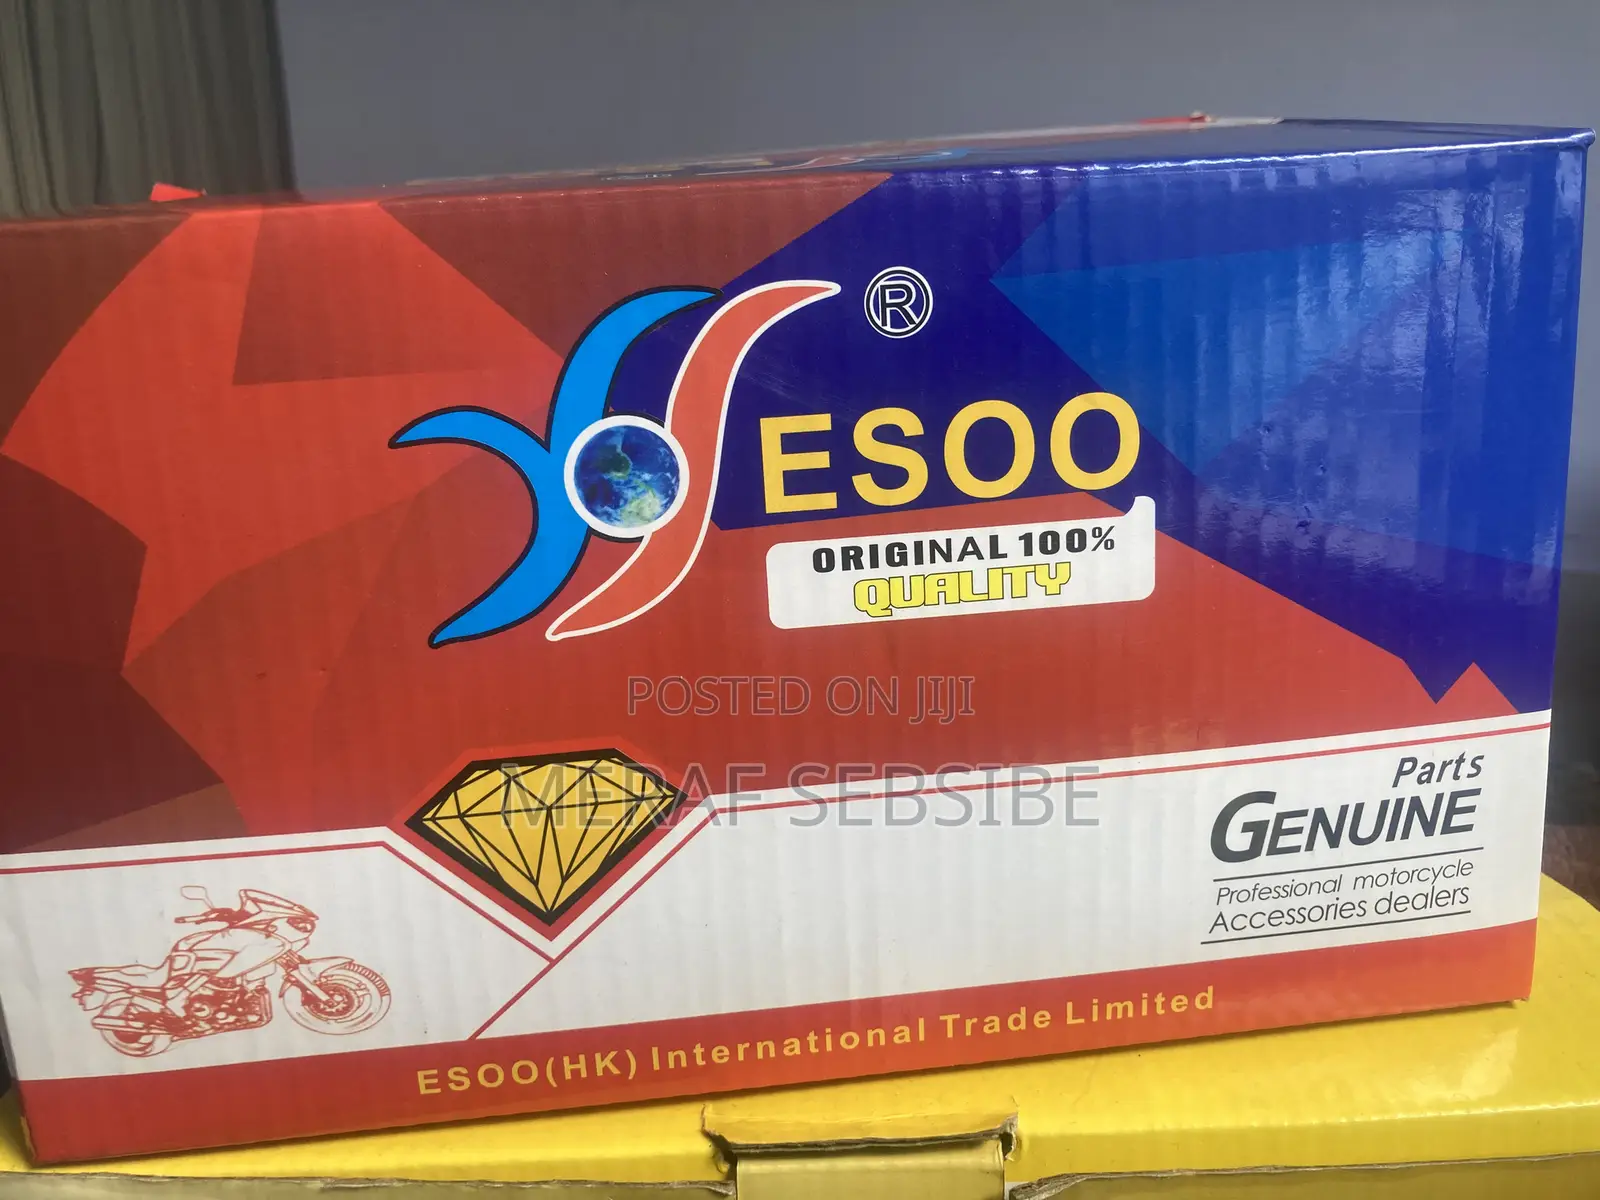 ®
ESOO
ORIGINAL 100%
QUALITY
POSTED ON JIJI
MERAF SEBSIBE
Parts
GENUINE
Professional motorcycle
Accessories dealers
ESOO(HK) International Trade Limited